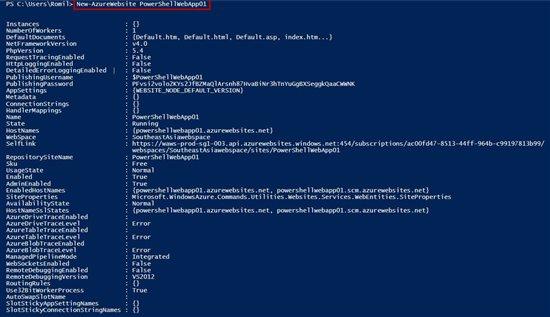 PS C:\Users\Romil> New-AzureWebsite PowerShellWebApp01
Instances : {}
NumberOfWorkers : 1
DefaultDocuments : {Default.htm, Default.html, Default.asp, index.htm...}
NetFrameworkVersion : v4.0
PhpVersion : 5.4
RequestTracingEnabled : False
HttpLoggingEnabled : False
DetailedErrorLoggingEnabled : False
PublishingUsername : $PowerShellWebApp01
PublishingPassword :
AppSettings : {WEBSITE_NODE_DEFAULT_VERSION}
Metadata : {}
ConnectionStrings : {}
HandlerMappings : {}
Name : PowerShellWebApp01
State : Running
HostNames : {powershellwebapp01.azurewebsites.net}
WebSpace : SoutheastAsiawebspace
SelfLink : https://waws-prod-sg1-003.api.azurewebsites.windows.net:454/subscriptions/ac00fd47-8513-44ff-964b-c99197813b99/
webspaces/SoutheastAsiawebspace/sites/PowerShellWebApp01
RepositorySiteName : PowerShellWebApp01
Sku : Free
UsageState : Normal
Enabled : True
AdminEnabled : True
EnabledHostNames : {powershellwebapp01.azurewebsites.net, powershellwebapp01.scm.azurewebsites.net}
SiteProperties : Microsoft.WindowsAzure.Commands.Utilities.Websites.Services.WebEntities.SiteProperties
AvailabilityState : Normal
HostNameSslStates : {powershellwebapp01.azurewebsites.net, powershellwebapp01.scm.azurewebsites.net}
AzureDriveTraceEnabled :
AzureDriveTraceLevel : Error
AzureTableTraceEnabled :
AzureTableTraceLevel : Error
AzureBlobTraceEnabled :
AzureBlobTraceLevel : Error
ManagedPipelineMode : Integrated
WebSocketsEnabled : False
RemoteDebuggingEnabled : False
RemoteDebuggingVersion : VS2012
RoutingRules : {}
Use32BitWorkerProcess : True
AutoSwapSlotName :
SlotStickyAppSettingNames : {}
SlotStickyConnectionStringNames : {}